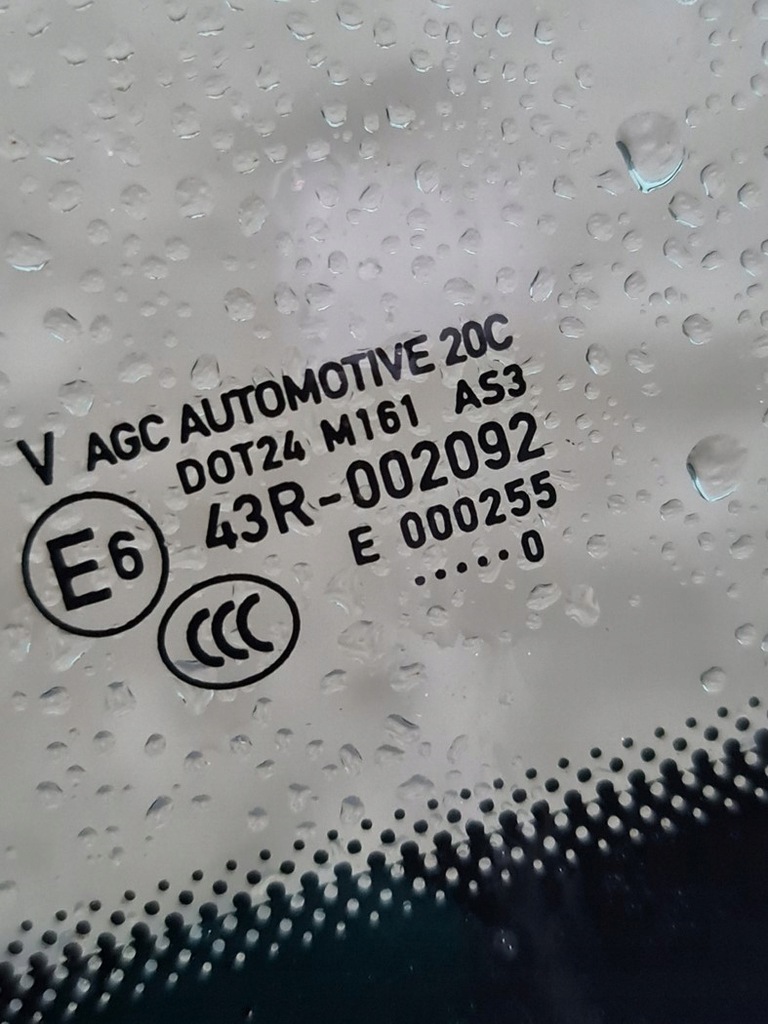 V AGC AUTOMOTIVE 20C
DOT24 M161 AS3
E6 43R-002092
CCC E 000255
.....0